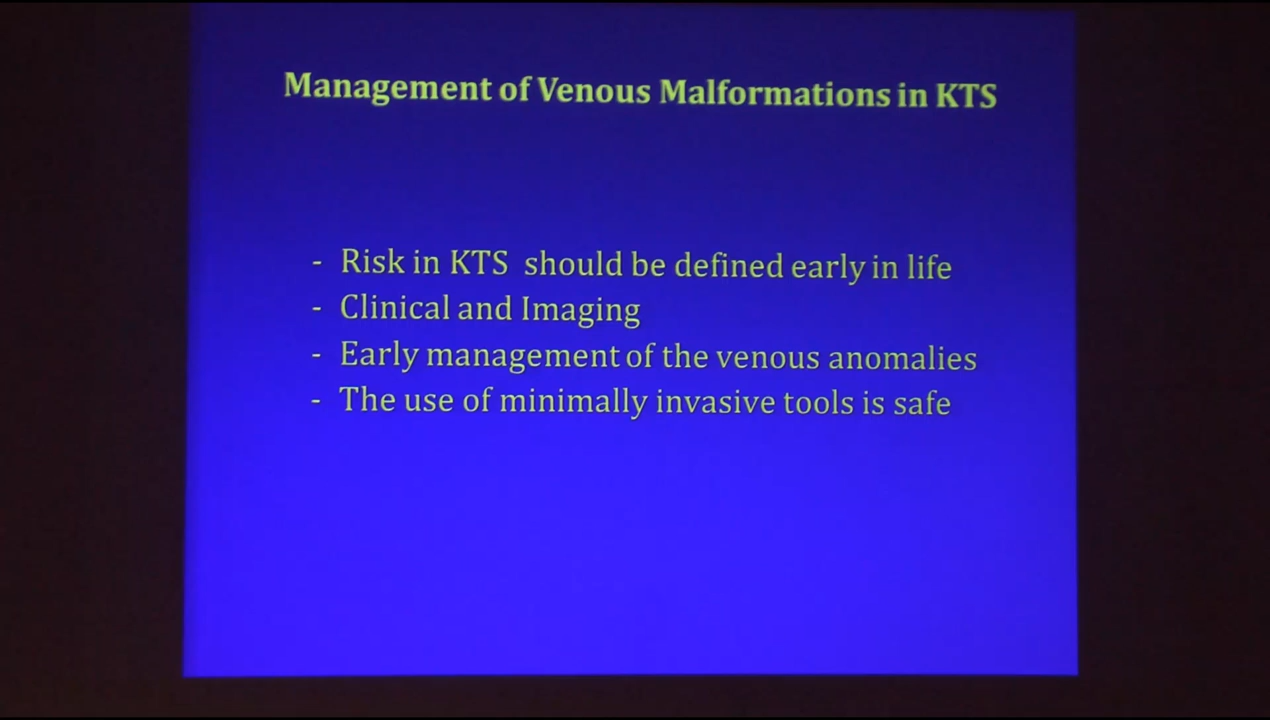 Management of Venous Malformations in KTS
- Risk in KTS should be defined early in life
- Clinical and Imaging
- Early management of the venous anomalies
- The use of minimally invasive tools is safe